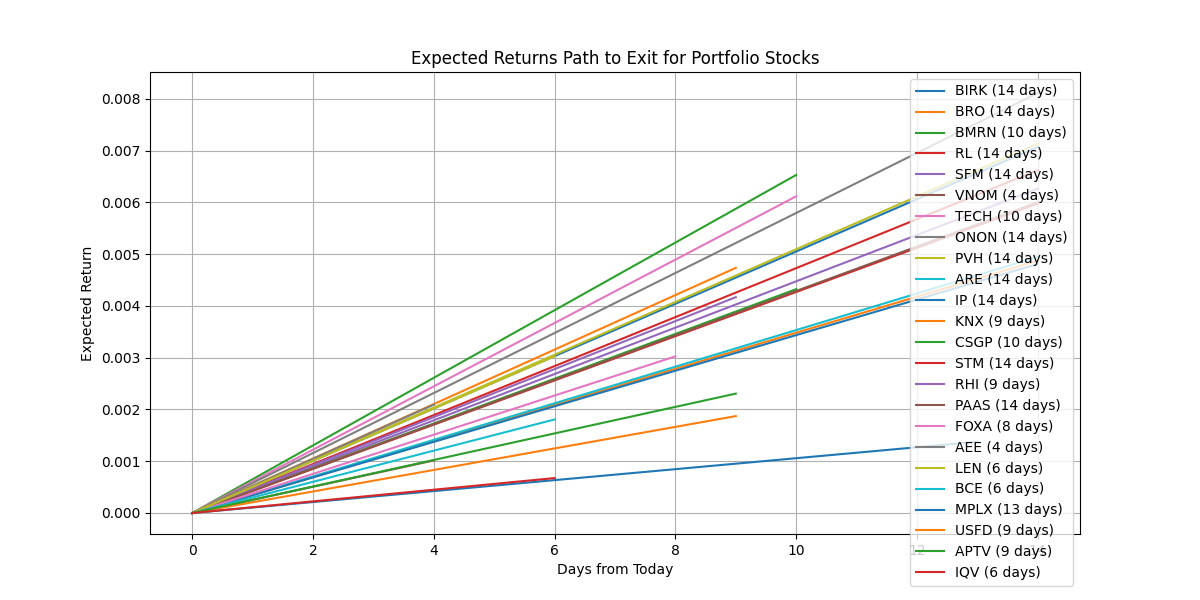 Expected Returns Path to Exit for Portfolio Stocks
Expected Return
0.008
0.007
0.006
0.005
0.004
0.003
0.002
0.001
0.000
0 2 4 6 8 10 12
Days from Today
BIRK (14 days)
BRO (14 days)
BMRN (10 days)
RL (14 days)
SFM (14 days)
VNOM (4 days)
TECH (10 days)
ONON (14 days)
PVH (14 days)
ARE (14 days)
IP (14 days)
KNX (9 days)
CSGP (10 days)
STM (14 days)
RHI (9 days)
PAAS (14 days)
FOXA (8 days)
AEE (4 days)
LEN (6 days)
BCE (6 days)
MPLX (13 days)
USFD (9 days)
APTV (9 days)
IQV (6 days)